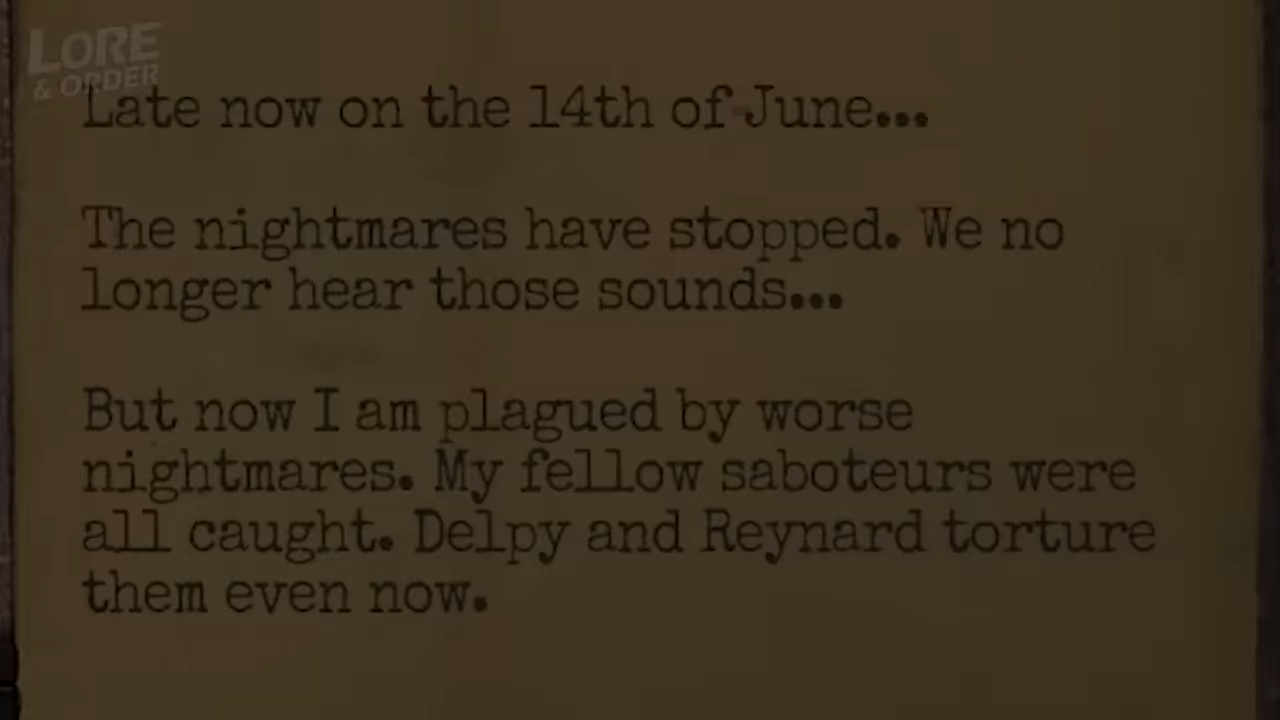 LORE
& ORDER
Late now on the 14th of June...
The nightmares have stopped. We no
longer hear those sounds...
But now I am plagued by worse
nightmares. My fellow saboteurs were
all caught. Delpy and Reynard torture
them even now.